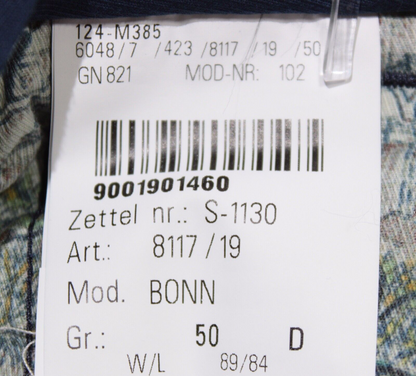 124-M385
6048/7 /423 /8117 /19 /50
GN 821 MOD-NR: 102
9001901460
Zettel nr.: S-1130
Art.: 8117/19
Mod. BONN
Gr.: 50 D
W/L 89/84